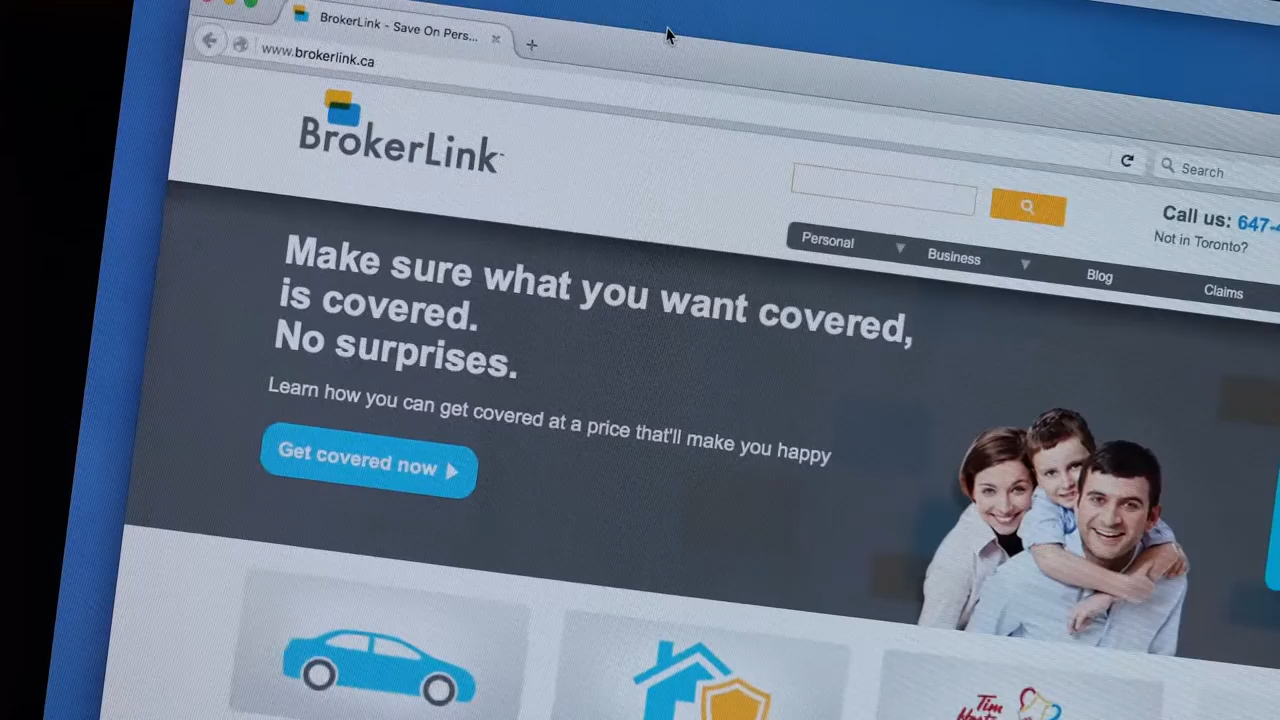 BrokerLink - Save On Pers...
www.brokerlink.ca
Search
BrokerLink
Call us: 647-
Not in Toronto?
Personal
Business
Blog
Claims
Make sure what you want covered,
is covered.
No surprises.
Learn how you can get covered at a price that'll make you happy
Get covered now
Tim